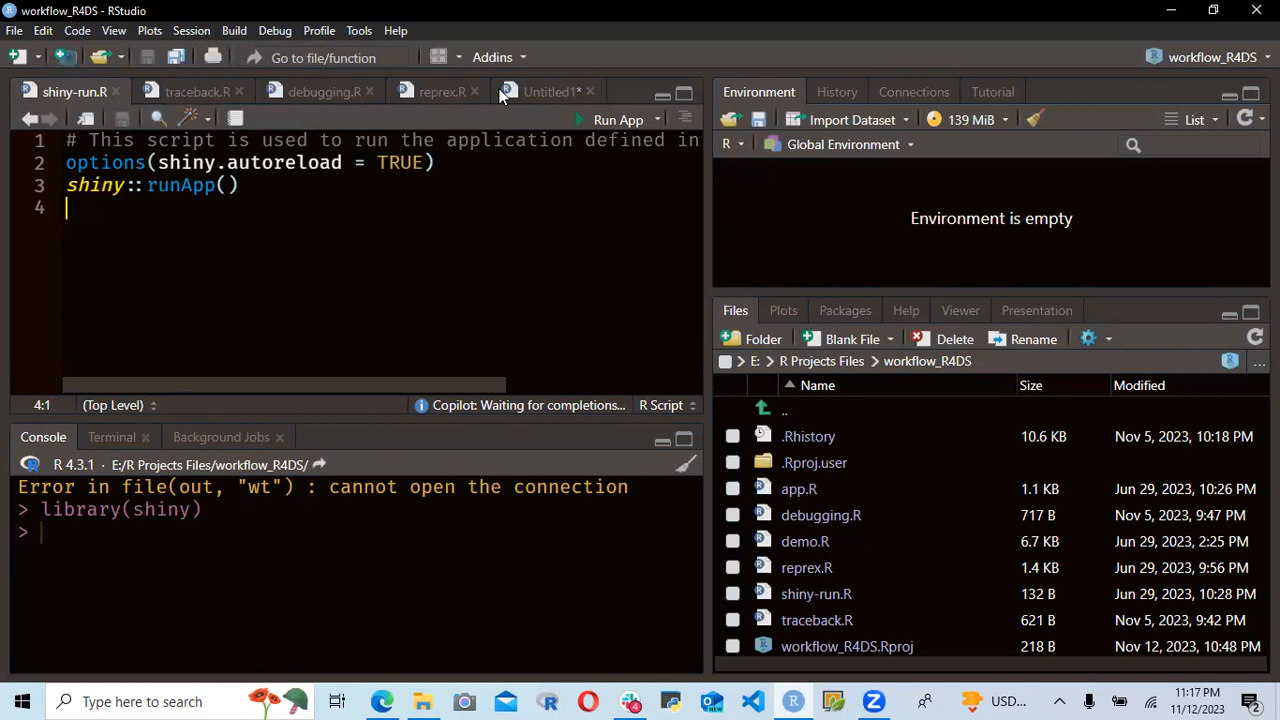 workflow_R4DS
File Edit Code View Plots Session Build Debug Profile Tools Help
Go to file/function Addins workflow_R4DS
shiny-run.R traceback.R debugging.R reprex.R Untitled1*
Run App
1 # This script is used to run the application defined in
2 options(shiny.autoreload = TRUE)
3 shiny::runApp()
4
4:1 (Top Level) Copilot: Waiting for completions... R Script
Console Terminal Background Jobs
R 4.3.1 · E:/R Projects Files/workflow_R4DS/
Error in file(out, "wt") : cannot open the connection
> library(shiny)
>
Environment History Connections Tutorial
Import Dataset 139 MiB List
R Global Environment
Environment is empty
Files Plots Packages Help Viewer Presentation
Folder Blank File Delete Rename
E: R Projects Files workflow_R4DS ...
Name Size Modified
..
.Rhistory 10.6 KB Nov 5, 2023, 10:18 PM
.Rproj.user
app.R 1.1 KB Jun 29, 2023, 10:26 PM
debugging.R 717 B Nov 5, 2023, 9:47 PM
demo.R 6.7 KB Jun 29, 2023, 2:25 PM
reprex.R 1.4 KB Jun 29, 2023, 9:56 PM
shiny-run.R 132 B Jun 29, 2023, 10:28 PM
traceback.R 621 B Nov 5, 2023, 9:42 PM
workflow_R4DS.Rproj 218 B Nov 12, 2023, 10:48 PM
Type here to search 4 NEW USD... 11:17 PM
11/12/2023 2